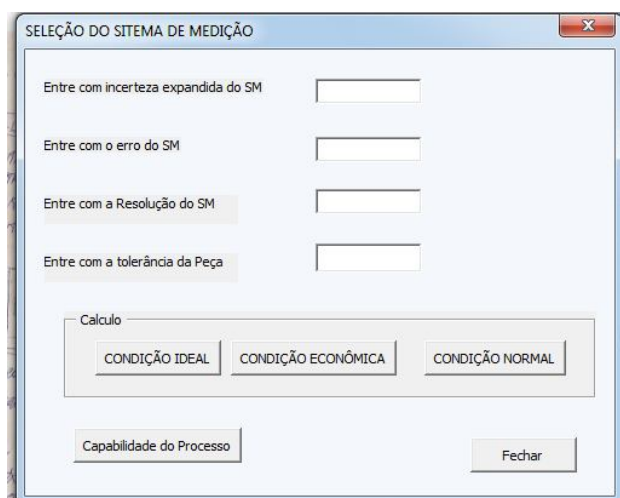 SELEÇÃO DO SITEMA DE MEDIÇÃO
Entre com incerteza expandida do SM
Entre com o erro do SM
Entre com a Resolução do SM
Entre com a tolerância da Peça
Calculo
CONDIÇÃO IDEAL CONDIÇÃO ECONÔMICA CONDIÇÃO NORMAL
Capabilidade do Processo
Fechar